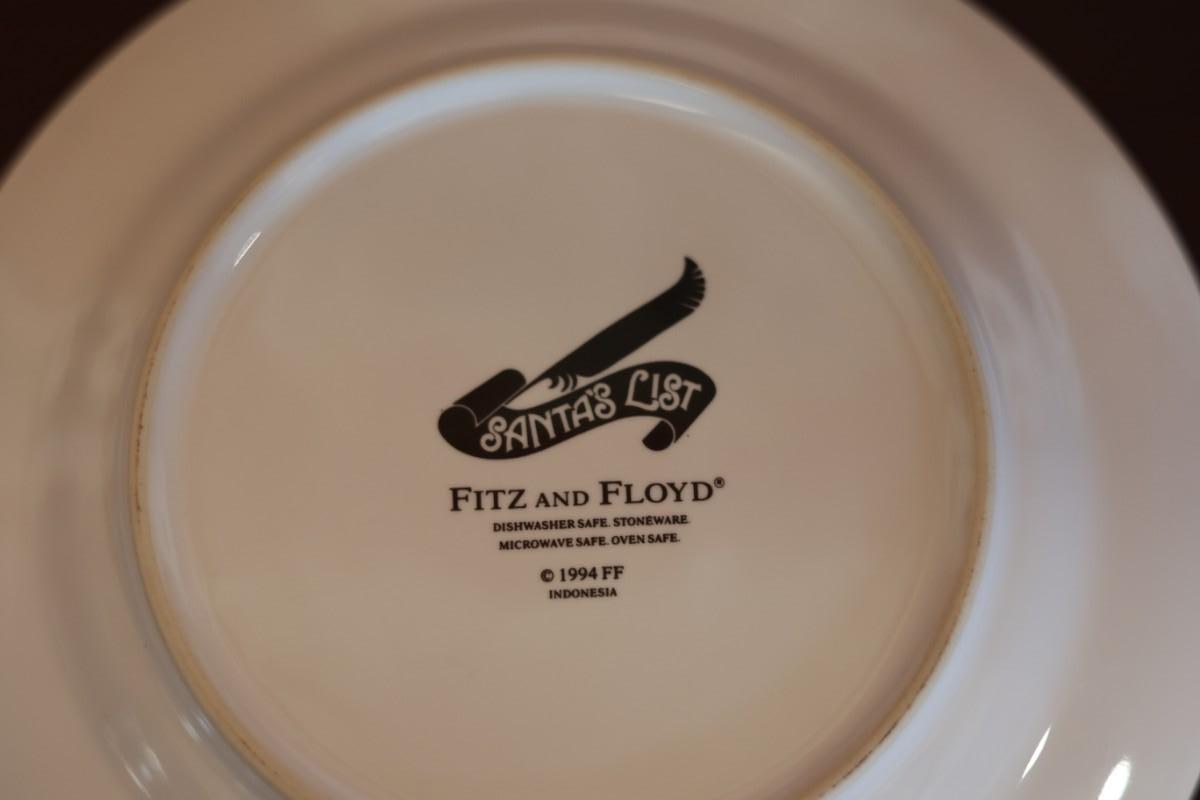 SANTA'S LIST
FITZ AND FLOYD®
DISHWASHER SAFE. STONEWARE.
MICROWAVE SAFE. OVEN SAFE.
© 1994 FF
INDONESIA